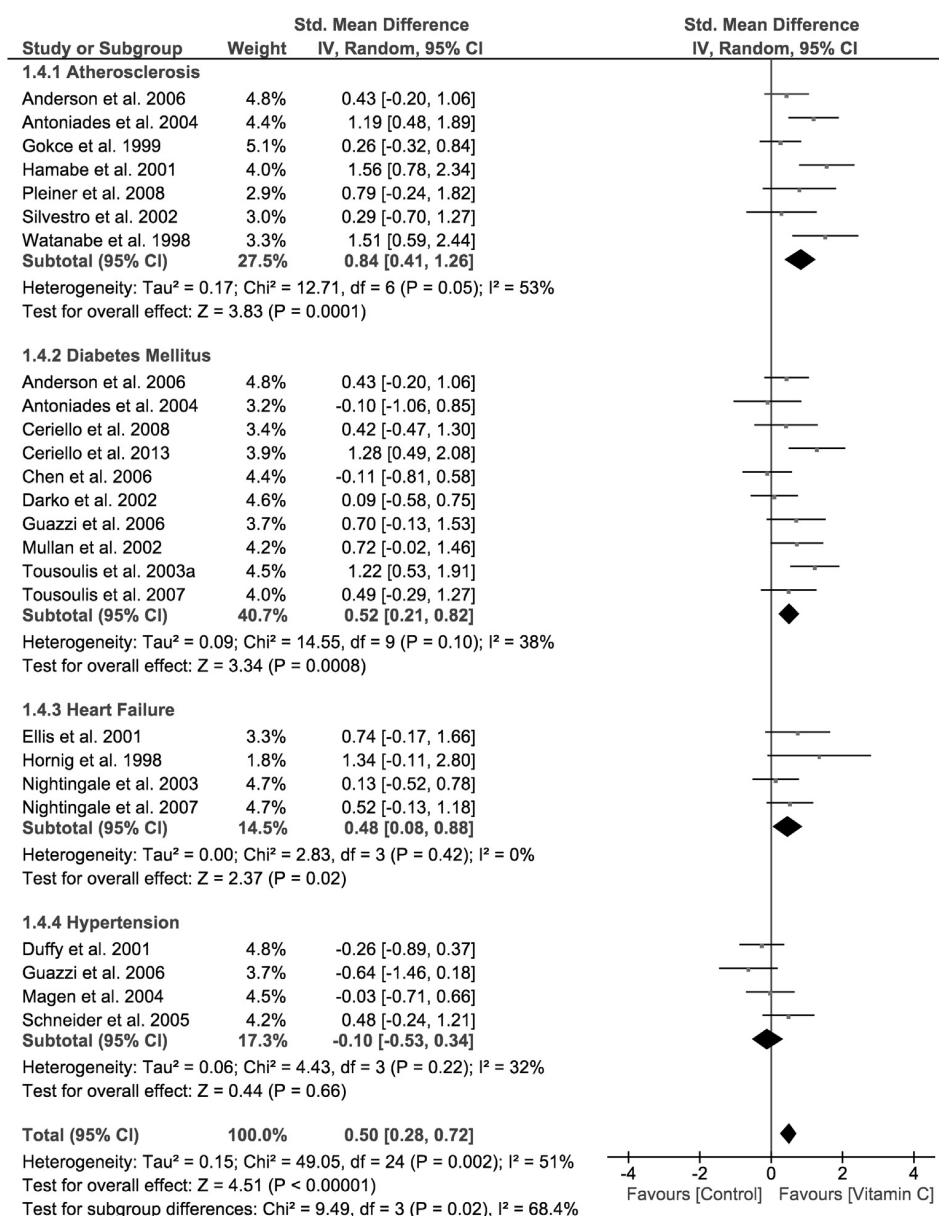 Std. Mean Difference Std. Mean Difference
Study or Subgroup Weight IV, Random, 95% CI IV, Random, 95% CI
1.4.1 Atherosclerosis
Anderson et al. 2006 4.8% 0.43 [-0.20, 1.06]
Antoniades et al. 2004 4.4% 1.19 [0.48, 1.89]
Gokce et al. 1999 5.1% 0.26 [-0.32, 0.84]
Hamabe et al. 2001 4.0% 1.56 [0.78, 2.34]
Pleiner et al. 2008 2.9% 0.79 [-0.24, 1.82]
Silvestro et al. 2002 3.0% 0.29 [-0.70, 1.27]
Watanabe et al. 1998 3.3% 1.51 [0.59, 2.44]
Subtotal (95% CI) 27.5% 0.84 [0.41, 1.26]
Heterogeneity: Tau² = 0.17; Chi² = 12.71, df = 6 (P = 0.05); I² = 53%
Test for overall effect: Z = 3.83 (P = 0.0001)
1.4.2 Diabetes Mellitus
Anderson et al. 2006 4.8% 0.43 [-0.20, 1.06]
Antoniades et al. 2004 3.2% -0.10 [-1.06, 0.85]
Ceriello et al. 2008 3.4% 0.42 [-0.47, 1.30]
Ceriello et al. 2013 3.9% 1.28 [0.49, 2.08]
Chen et al. 2006 4.4% -0.11 [-0.81, 0.58]
Darko et al. 2002 4.6% 0.09 [-0.58, 0.75]
Guazzi et al. 2006 3.7% 0.70 [-0.13, 1.53]
Mullan et al. 2002 4.2% 0.72 [-0.02, 1.46]
Tousoulis et al. 2003a 4.5% 1.22 [0.53, 1.91]
Tousoulis et al. 2007 4.0% 0.49 [-0.29, 1.27]
Subtotal (95% CI) 40.7% 0.52 [0.21, 0.82]
Heterogeneity: Tau² = 0.09; Chi² = 14.55, df = 9 (P = 0.10); I² = 38%
Test for overall effect: Z = 3.34 (P = 0.0008)
1.4.3 Heart Failure
Ellis et al. 2001 3.3% 0.74 [-0.17, 1.66]
Hornig et al. 1998 1.8% 1.34 [-0.11, 2.80]
Nightingale et al. 2003 4.7% 0.13 [-0.52, 0.78]
Nightingale et al. 2007 4.7% 0.52 [-0.13, 1.18]
Subtotal (95% CI) 14.5% 0.48 [0.08, 0.88]
Heterogeneity: Tau² = 0.00; Chi² = 2.83, df = 3 (P = 0.42); I² = 0%
Test for overall effect: Z = 2.37 (P = 0.02)
1.4.4 Hypertension
Duffy et al. 2001 4.8% -0.26 [-0.89, 0.37]
Guazzi et al. 2006 3.7% -0.64 [-1.46, 0.18]
Magen et al. 2004 4.5% -0.03 [-0.71, 0.66]
Schneider et al. 2005 4.2% 0.48 [-0.24, 1.21]
Subtotal (95% CI) 17.3% -0.10 [-0.53, 0.34]
Heterogeneity: Tau² = 0.06; Chi² = 4.43, df = 3 (P = 0.22); I² = 32%
Test for overall effect: Z = 0.44 (P = 0.66)
Total (95% CI) 100.0% 0.50 [0.28, 0.72]
Heterogeneity: Tau² = 0.15; Chi² = 49.05, df = 24 (P = 0.002); I² = 51%
-4 -2 0 2 4
Test for overall effect: Z = 4.51 (P < 0.00001)
Favours [Control] Favours [Vitamin C]
Test for subgroup differences: Chi² = 9.49, df = 3 (P = 0.02), I² = 68.4%